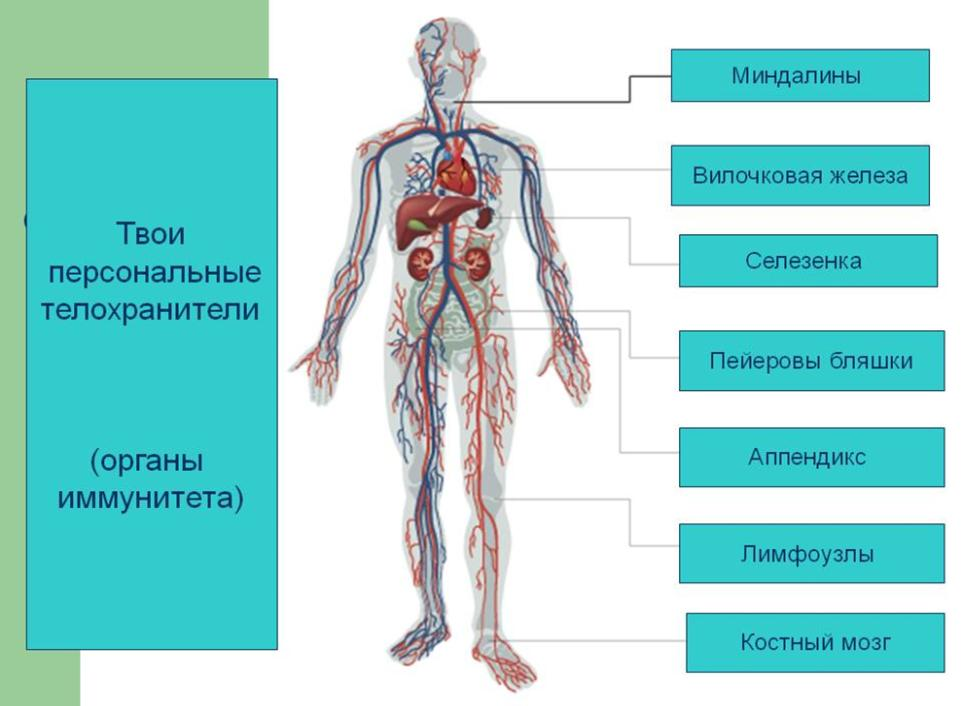 Твои
персональные
телохранители
(органы
иммунитета)
Миндалины
Вилочковая железа
Селезенка
Пейеровы бляшки
Аппендикс
Лимфоузлы
Костный мозг